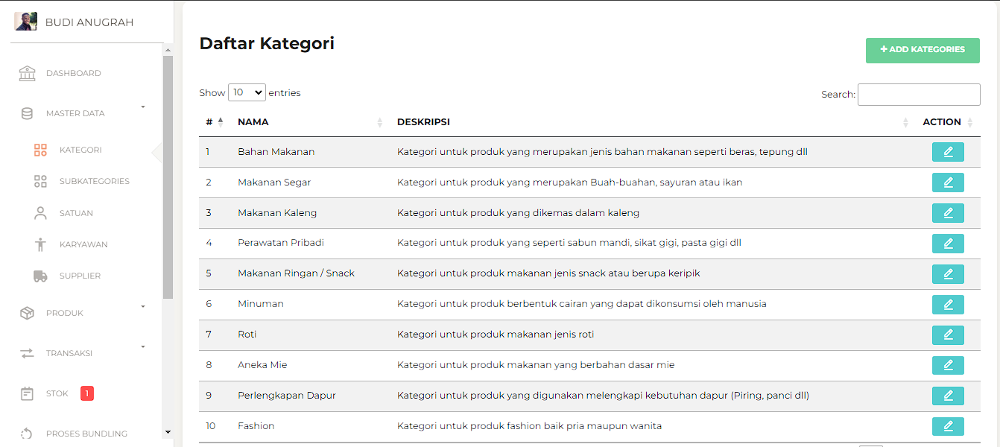 BUDI ANUGRAH
DASHBOARD
MASTER DATA
KATEGORI
SUBKATEGORIES
SATUAN
KARYAWAN
SUPPLIER
PRODUK
TRANSAKSI
STOK 1
PROSES BUNDLING
Daftar Kategori
+ ADD KATEGORIES
Show 10 entries
Search:
# NAMA DESKRIPSI ACTION
1 Bahan Makanan Kategori untuk produk yang merupakan jenis bahan makanan seperti beras, tepung dll
2 Makanan Segar Kategori untuk produk yang merupakan Buah-buahan, sayuran atau ikan
3 Makanan Kaleng Kategori untuk produk yang dikemas dalam kaleng
4 Perawatan Pribadi Kategori untuk produk yang seperti sabun mandi, sikat gigi, pasta gigi dll
5 Makanan Ringan / Snack Kategori untuk produk makanan jenis snack atau berupa keripik
6 Minuman Kategori untuk produk berbentuk cairan yang dapat dikonsumsi oleh manusia
7 Roti Kategori untuk produk makanan jenis roti
8 Aneka Mie Kategori untuk produk makanan yang berbahan dasar mie
9 Perlengkapan Dapur Kategori untuk produk yang digunakan melengkapi kebutuhan dapur (Piring, panci dll)
10 Fashion Kategori untuk produk fashion baik pria maupun wanita